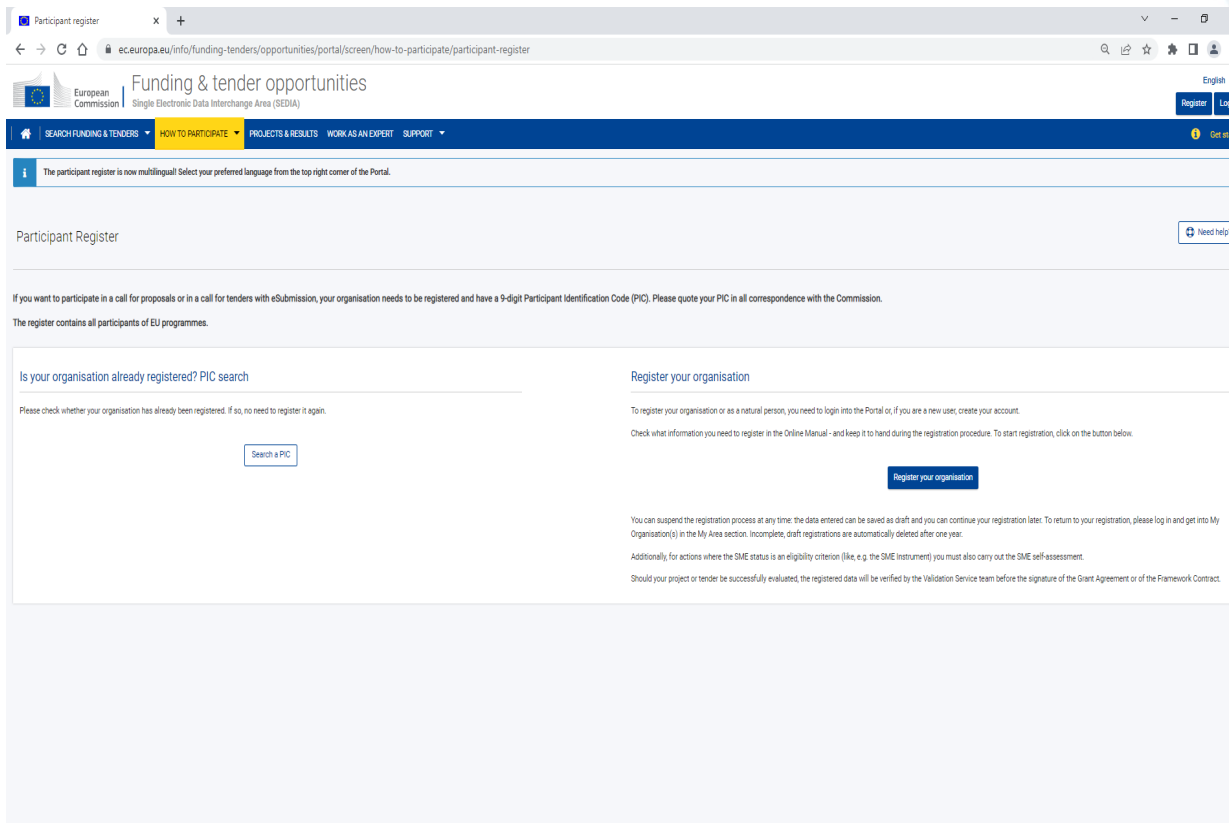 Participant register
ec.europa.eu/info/funding-tenders/opportunities/portal/screen/how-to-participate/participant-register
European
Commission
Funding & tender opportunities
Single Electronic Data Interchange Area (SEDIA)
English
Register
Log
SEARCH FUNDING & TENDERS
HOW TO PARTICIPATE
PROJECTS & RESULTS
WORK AS AN EXPERT
SUPPORT
Get st
The participant register is now multilingual! Select your preferred language from the top right corner of the Portal.
Participant Register
Need help
If you want to participate in a call for proposals or in a call for tenders with eSubmission, your organisation needs to be registered and have a 9-digit Participant Identification Code (PIC). Please quote your PIC in all correspondence with the Commission.
The register contains all participants of EU programmes.
Is your organisation already registered? PIC search
Please check whether your organisation has already been registered. If so, no need to register it again.
Search a PIC
Register your organisation
To register your organisation or as a natural person, you need to login into the Portal or, if you are a new user, create your account.
Check what information you need to register in the Online Manual - and keep it to hand during the registration procedure. To start registration, click on the button below.
Register your organisation
You can suspend the registration process at any time: the data entered can be saved as draft and you can continue your registration later. To return to your registration, please log in and get into My
Organisation(s) in the My Area section. Incomplete, draft registrations are automatically deleted after one year.
Additionally, for actions where the SME status is an eligibility criterion (like, e.g. the SME Instrument) you must also carry out the SME self-assessment.
Should your project or tender be successfully evaluated, the registered data will be verified by the Validation Service team before the signature of the Grant Agreement or of the Framework Contract.